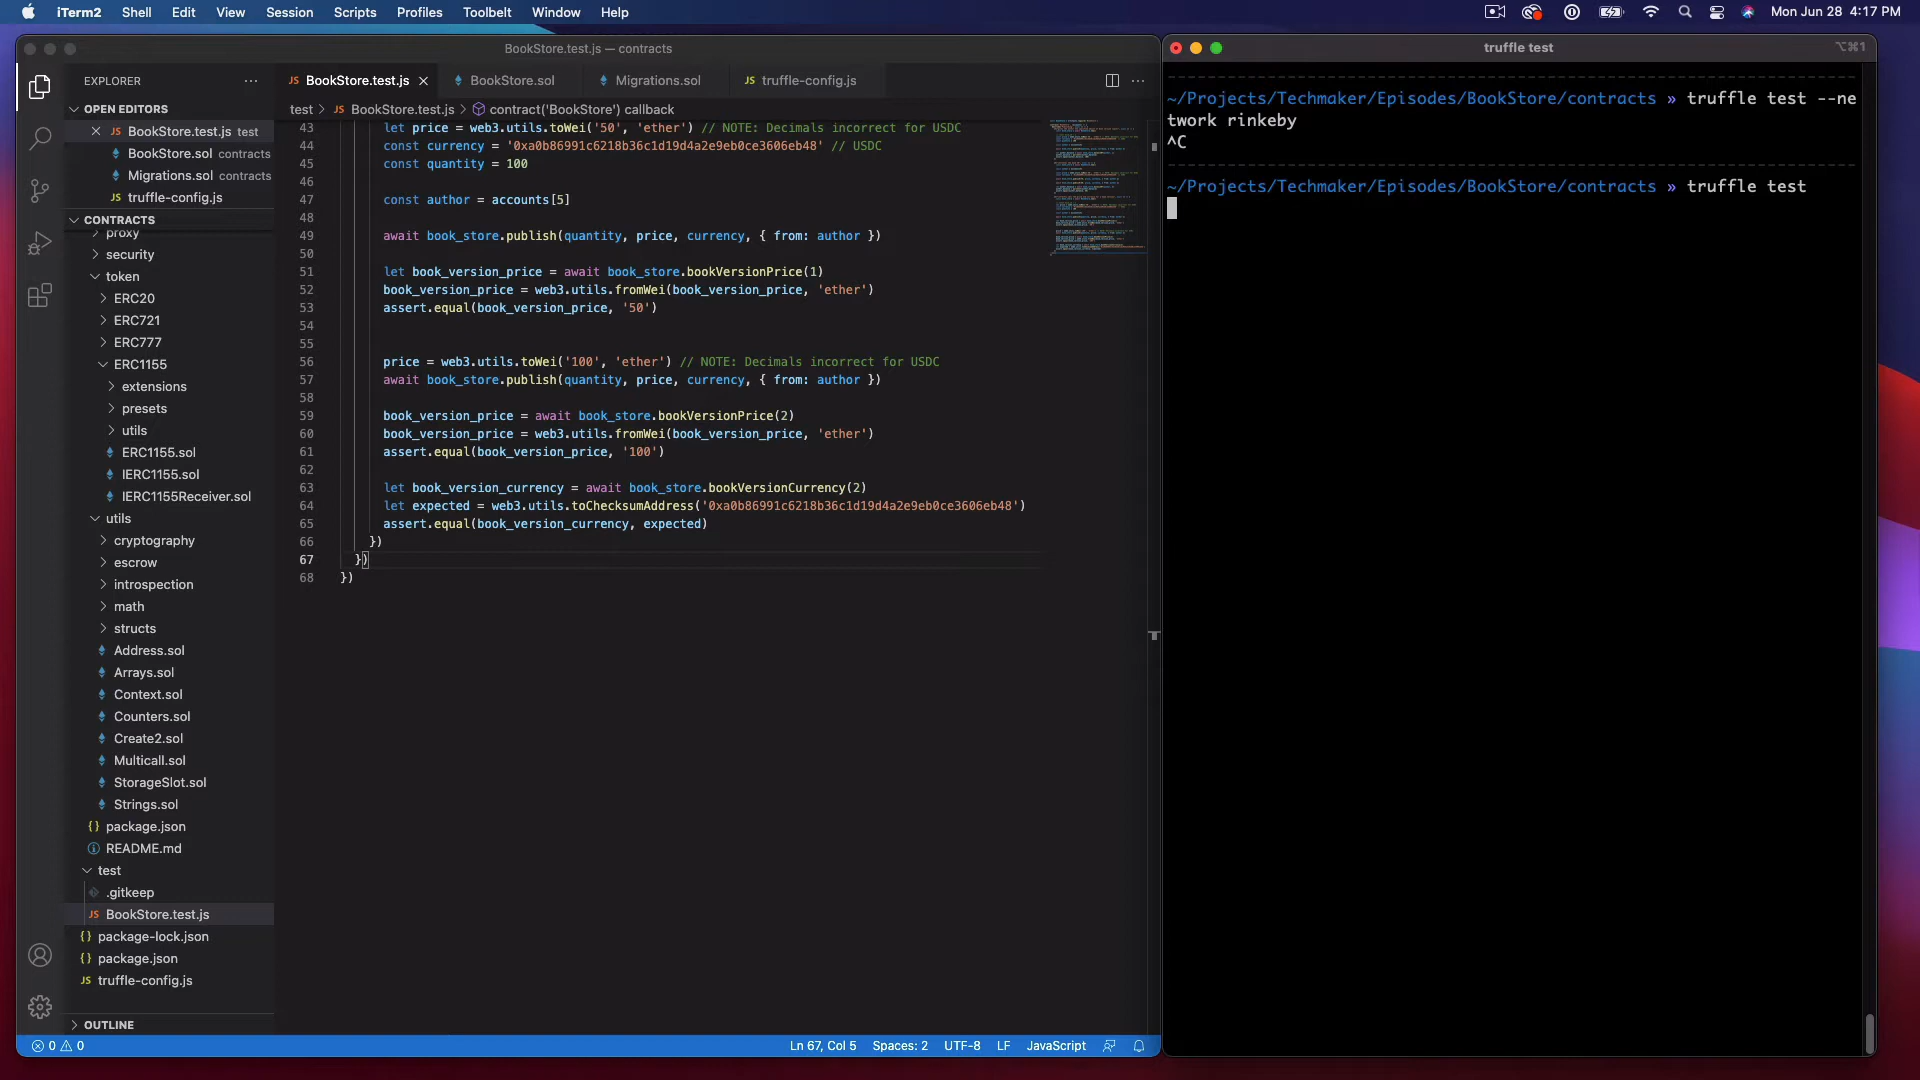 iTerm2 Shell Edit View Session Scripts Profiles Toolbelt Window Help
Mon Jun 28 4:17 PM
BookStore.test.js — contracts
EXPLORER
OPEN EDITORS
BookStore.test.js test
BookStore.sol contracts
Migrations.sol contracts
truffle-config.js
CONTRACTS
proxy
security
token
ERC20
ERC721
ERC777
ERC1155
extensions
presets
utils
ERC1155.sol
IERC1155.sol
IERC1155Receiver.sol
utils
cryptography
escrow
introspection
math
structs
Address.sol
Arrays.sol
Context.sol
Counters.sol
Create2.sol
Multicall.sol
StorageSlot.sol
Strings.sol
{} package.json
README.md
test
.gitkeep
JS BookStore.test.js
{} package-lock.json
{} package.json
JS truffle-config.js
OUTLINE
JS BookStore.test.js
BookStore.sol
Migrations.sol
JS truffle-config.js
test > JS BookStore.test.js > contract('BookStore') callback
43 let price = web3.utils.toWei('50', 'ether') // NOTE: Decimals incorrect for USDC
44 const currency = '0xa0b86991c6218b36c1d19d4a2e9eb0ce3606eb48' // USDC
45 const quantity = 100
46
47 const author = accounts[5]
48
49 await book_store.publish(quantity, price, currency, { from: author })
50
51 let book_version_price = await book_store.bookVersionPrice(1)
52 book_version_price = web3.utils.fromWei(book_version_price, 'ether')
53 assert.equal(book_version_price, '50')
54
55
56 price = web3.utils.toWei('100', 'ether') // NOTE: Decimals incorrect for USDC
57 await book_store.publish(quantity, price, currency, { from: author })
58
59 book_version_price = await book_store.bookVersionPrice(2)
60 book_version_price = web3.utils.fromWei(book_version_price, 'ether')
61 assert.equal(book_version_price, '100')
62
63 let book_version_currency = await book_store.bookVersionCurrency(2)
64 let expected = web3.utils.toChecksumAddress('0xa0b86991c6218b36c1d19d4a2e9eb0ce3606eb48')
65 assert.equal(book_version_currency, expected)
66 })
67 })
68 })
0 0
Ln 67, Col 5 Spaces: 2 UTF-8 LF JavaScript
truffle test
⌥⌘1
~/Projects/Techmaker/Episodes/BookStore/contracts » truffle test --ne
twork rinkeby
^C
~/Projects/Techmaker/Episodes/BookStore/contracts » truffle test